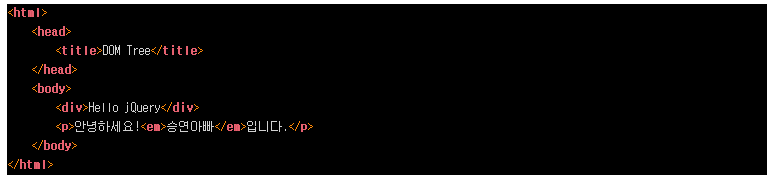 <html>
<head>
<title>DOM Tree</title>
</head>
<body>
<div>Hello jQuery</div>
<p>안녕하세요!<em>승연아빠</em>입니다.</p>
</body>
</html>